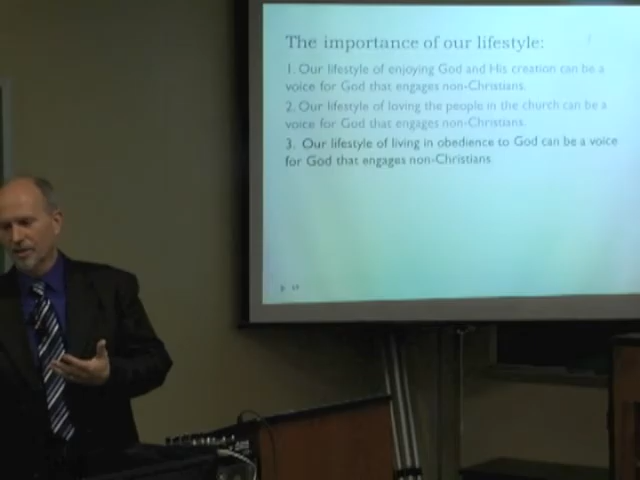 The importance of our lifestyle:
1. Our lifestyle of enjoying God and His creation can be a
voice for God that engages non-Christians.
2. Our lifestyle of loving the people in the church can be a
voice for God that engages non-Christians.
3. Our lifestyle of living in obedience to God can be a voice
for God that engages non-Christians